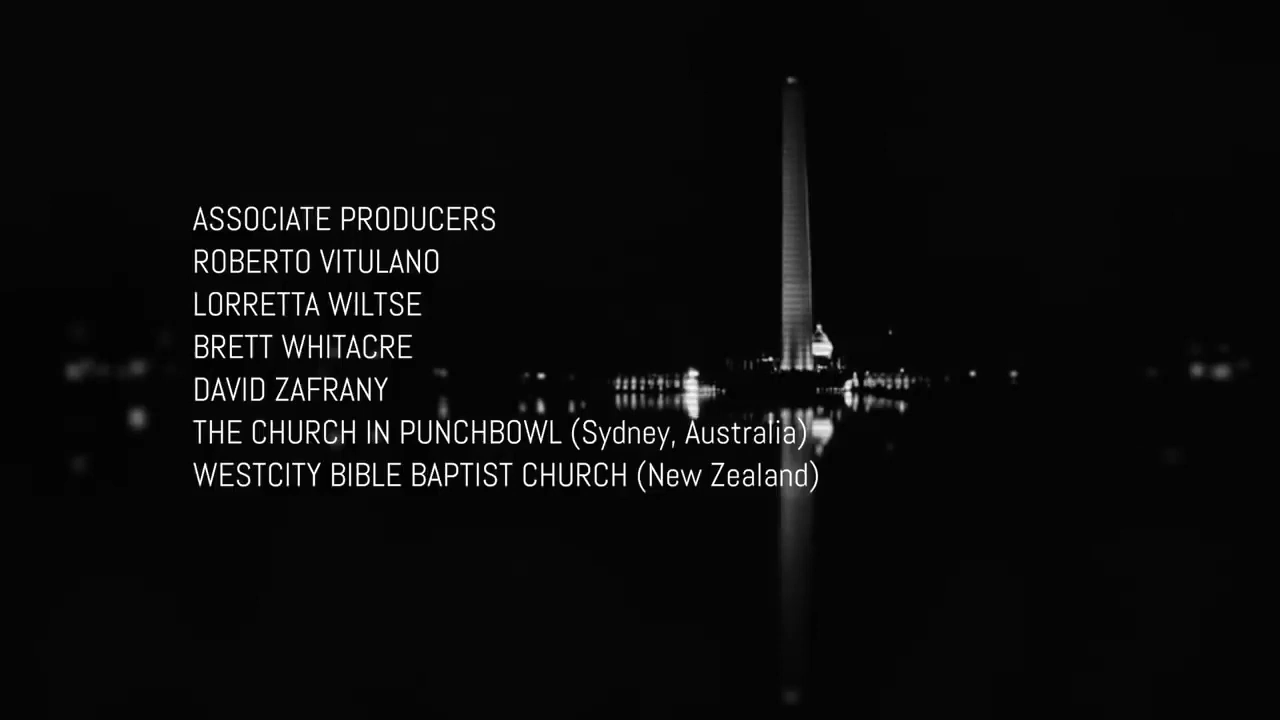 ASSOCIATE PRODUCERS
ROBERTO VITULANO
LORRETTA WILTSE
BRETT WHITACRE
DAVID ZAFRANY
THE CHURCH IN PUNCHBOWL (Sydney, Australia)
WESTCITY BIBLE BAPTIST CHURCH (New Zealand)